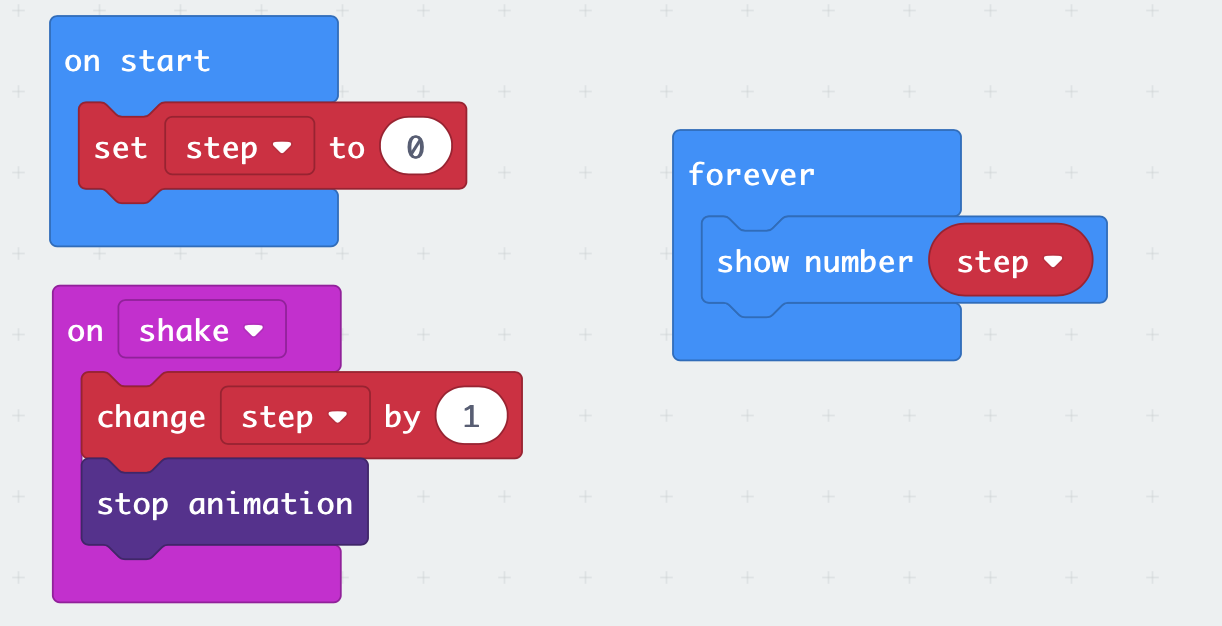 on start
set step to 0
on shake
change step by 1
stop animation
forever
show number step